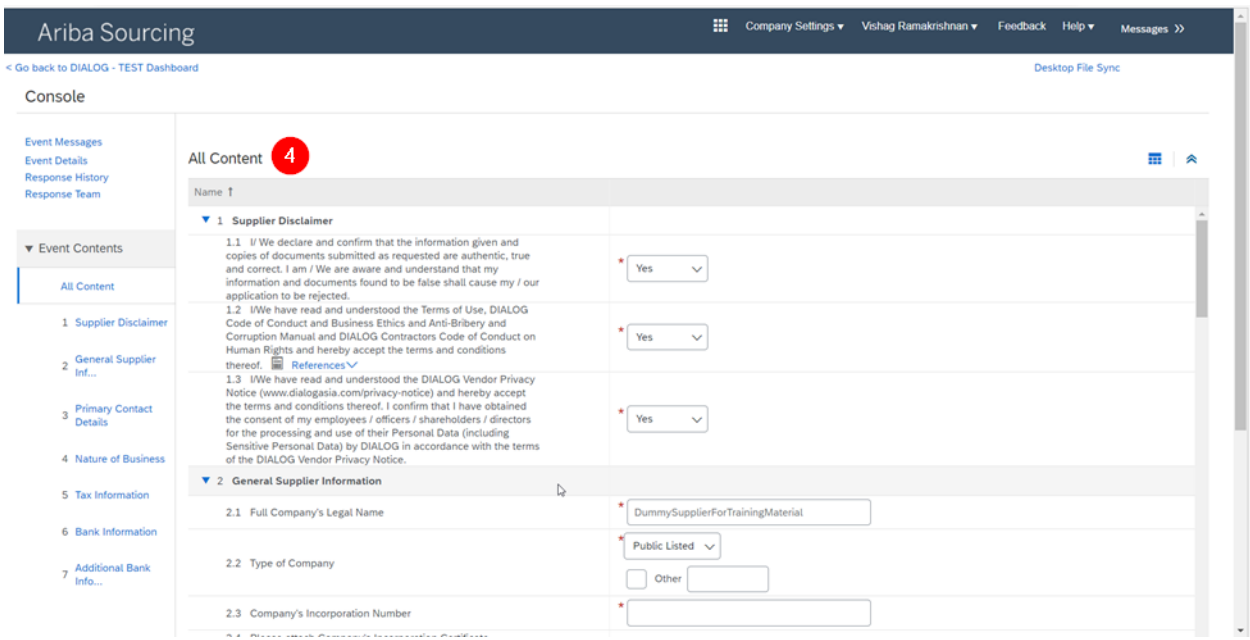 Ariba Sourcing
Company Settings ▾
Vishag Ramakrishnan ▾
Feedback
Help ▾
Messages >>
< Go back to DIALOG - TEST Dashboard
Desktop File Sync
Console
Event Messages
Event Details
Response History
Response Team
▼ Event Contents
All Content
1 Supplier Disclaimer
2 General Supplier
Inf...
3 Primary Contact
Details
4 Nature of Business
5 Tax Information
6 Bank Information
7 Additional Bank
Info...
All Content
4
Name ↑
▼ 1 Supplier Disclaimer
1.1 I/ We declare and confirm that the information given and
copies of documents submitted as requested are authentic, true
and correct. I am / We are aware and understand that my
information and documents found to be false shall cause my / our
application to be rejected.
* Yes
1.2 I/We have read and understood the Terms of Use, DIALOG
Code of Conduct and Business Ethics and Anti-Bribery and
Corruption Manual and DIALOG Contractors Code of Conduct on
Human Rights and hereby accept the terms and conditions
thereof. References
* Yes
1.3 I/We have read and understood the DIALOG Vendor Privacy
Notice (www.dialogasia.com/privacy-notice) and hereby accept
the terms and conditions thereof. I confirm that I have obtained
the consent of my employees / officers / shareholders / directors
for the processing and use of their Personal Data (including
Sensitive Personal Data) by DIALOG in accordance with the terms
of the DIALOG Vendor Privacy Notice.
* Yes
▼ 2 General Supplier Information
2.1 Full Company's Legal Name
* DummySupplierForTrainingMaterial
2.2 Type of Company
* Public Listed
Other
2.3 Company's Incorporation Number
*
2.4 Please attach Company's Incorporation Certificate